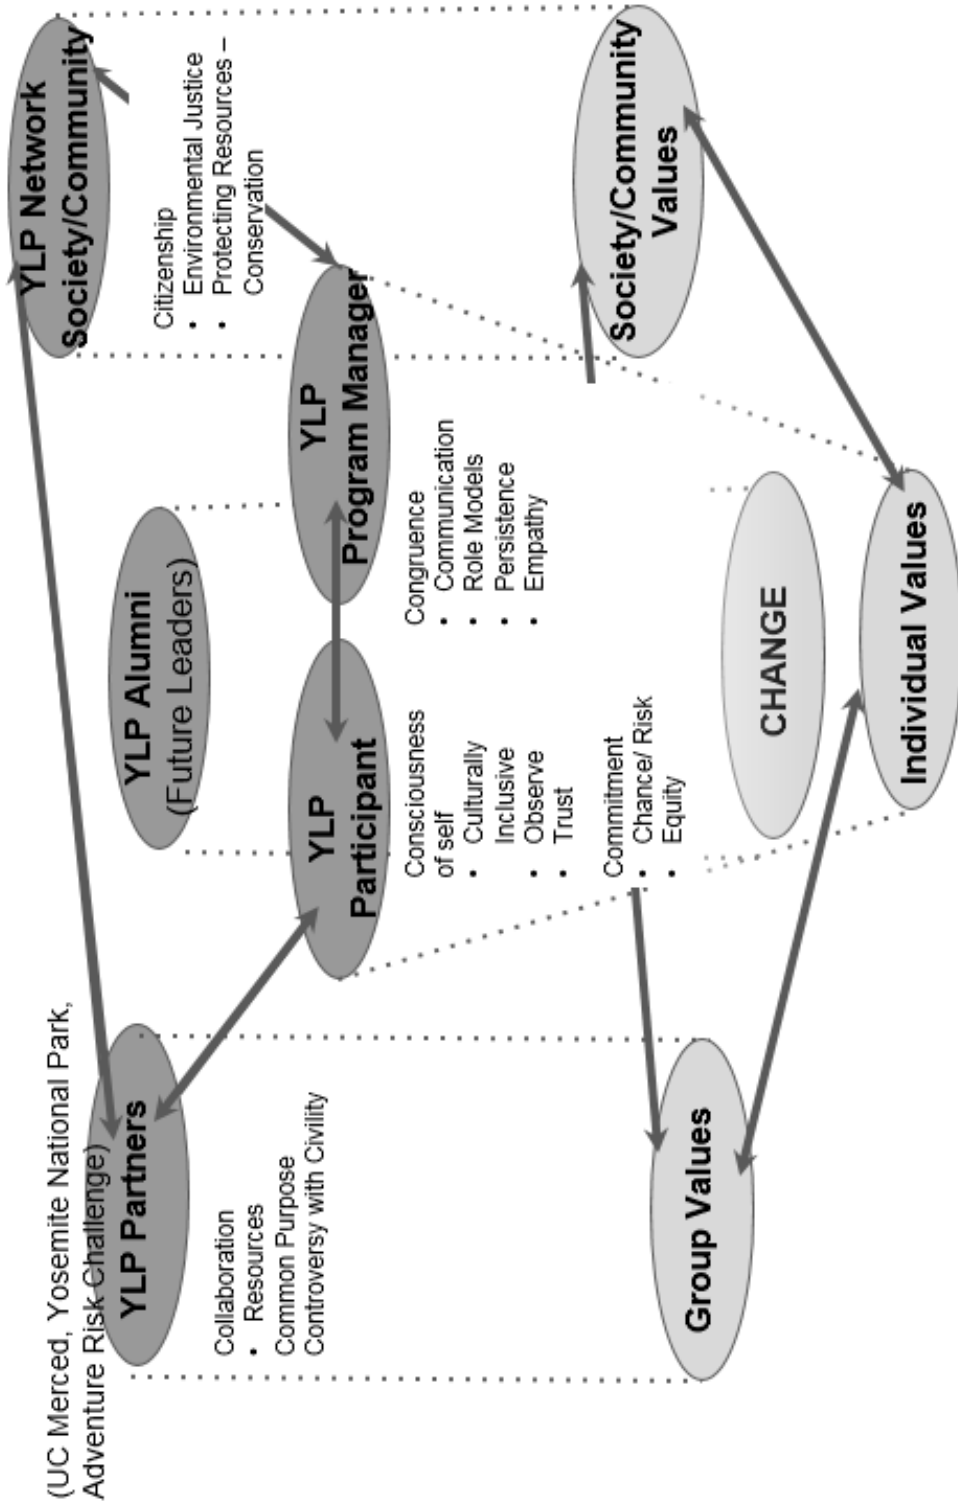 (UC Merced, Yosemite National Park,
Adventure Risk Challenge)
YLP Partners
YLP Alumni
(Future Leaders)
YLP Network
Society/Community
Collaboration
• Resources
Common Purpose
Controversy with Civility
YLP
Participant
YLP
Program Manager
Citizenship
• Environmental Justice
• Protecting Resources –
Conservation
Consciousness
of self
• Culturally
Inclusive
• Observe
• Trust
Congruence
• Communication
• Role Models
• Persistence
• Empathy
Commitment
• Chance/ Risk
• Equity
Group Values
CHANGE
Society/Community
Values
Individual Values